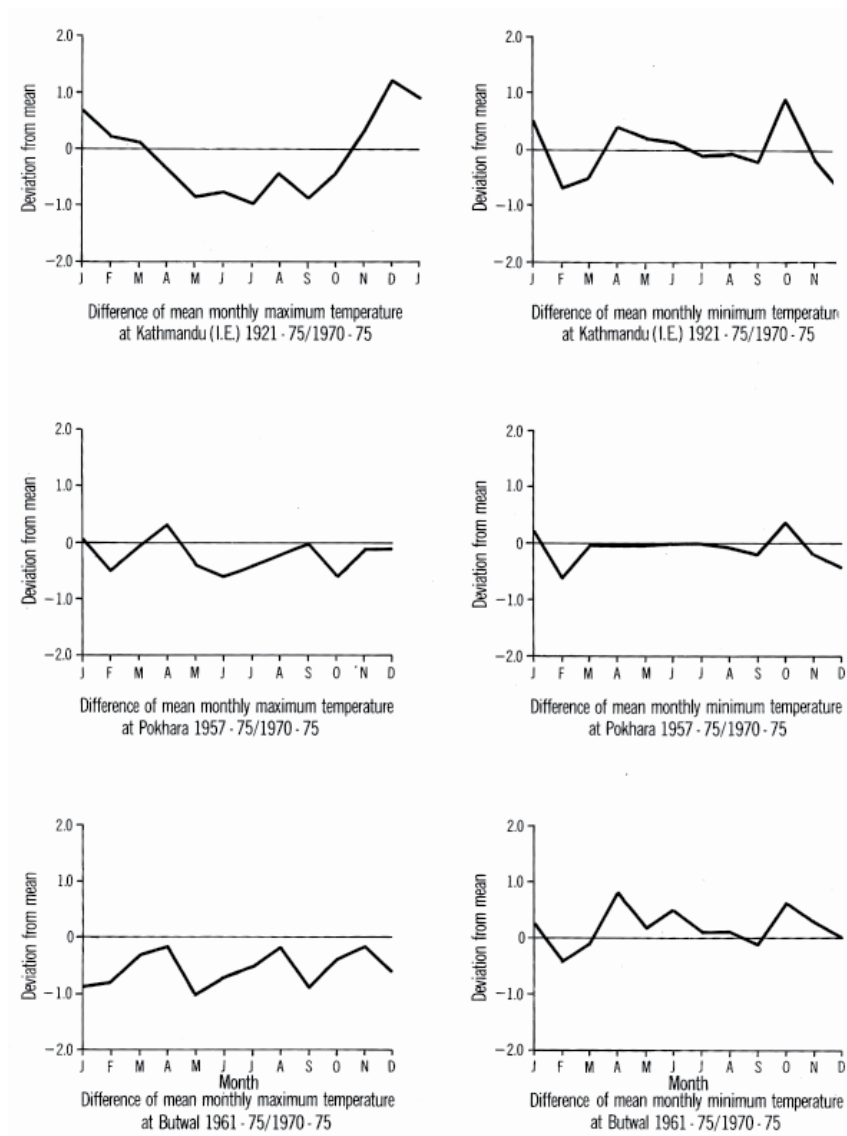 2.0
1.0
0
−1.0
−2.0
Deviation from mean
J F M A M J J A S O N D J
Difference of mean monthly maximum temperature
at Kathmandu (I.E.) 1921 - 75/1970 - 75
2.0
1.0
0
−1.0
−2.0
Deviation from mean
J F M A M J J A S O N
Difference of mean monthly minimum temperatur
at Kathmandu (I.E.) 1921 - 75/1970 - 75
2.0
1.0
0
−1.0
−2.0
Deviation from mean
J F M A M J J A S O N D
Difference of mean monthly maximum temperature
at Pokhara 1957 - 75/1970 - 75
2.0
1.0
0
−1.0
−2.0
Deviation from mean
J F M A M J J A S O N D
Difference of mean monthly minimum temperature
at Pokhara 1957 - 75/1970 - 75
2.0
1.0
0
−1.0
−2.0
Deviation from mean
J F M A M J J A S O N D
Month
Difference of mean monthly maximum temperature
at Butwal 1961 - 75/1970 - 75
2.0
1.0
0
−1.0
−2.0
Deviation from mean
J F M A M J J A S O N D
Month
Difference of mean monthly minimum temperature
at Butwal 1961 - 75/1970 - 75